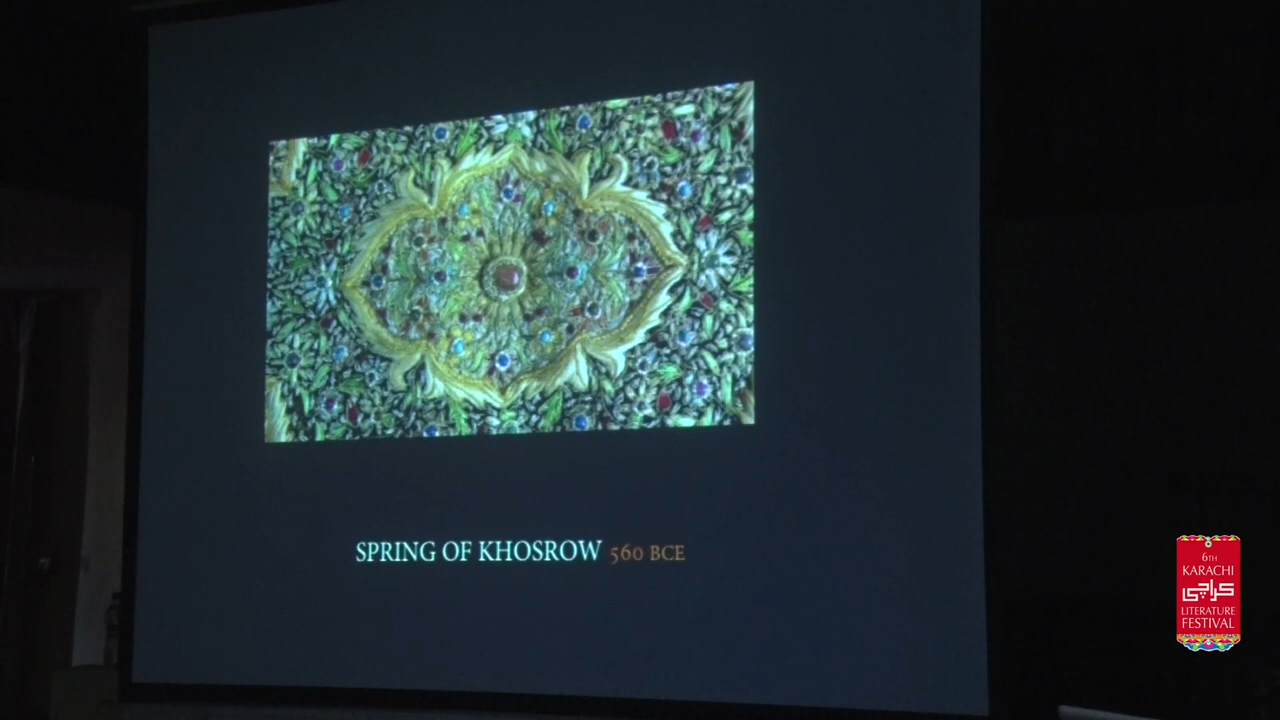 SPRING OF KHOSROW 560 BCE
6TH
KARACHI
کراچی
LITERATURE
FESTIVAL